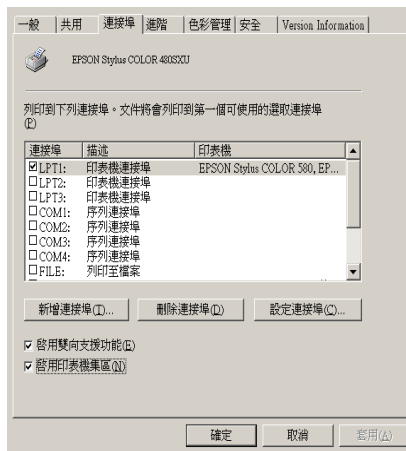 一般 共用 連接埠 進階 色彩管理 安全 Version Information
EPSON Stylus COLOR 480SXU
列印到下列連接埠。文件將會列印到第一個可使用的選取連接埠
(P)
連接埠 描述 印表機
LPT1: 印表機連接埠 EPSON Stylus COLOR 580, EP...
LPT2: 印表機連接埠
LPT3: 印表機連接埠
COM1: 序列連接埠
COM2: 序列連接埠
COM3: 序列連接埠
COM4: 序列連接埠
FILE: 列印至檔案
新增連接埠(T)... 刪除連接埠(D) 設定連接埠(C)...
啓用雙向支援功能(E)
啓用印表機集區(N)
確定 取消 套用(A)